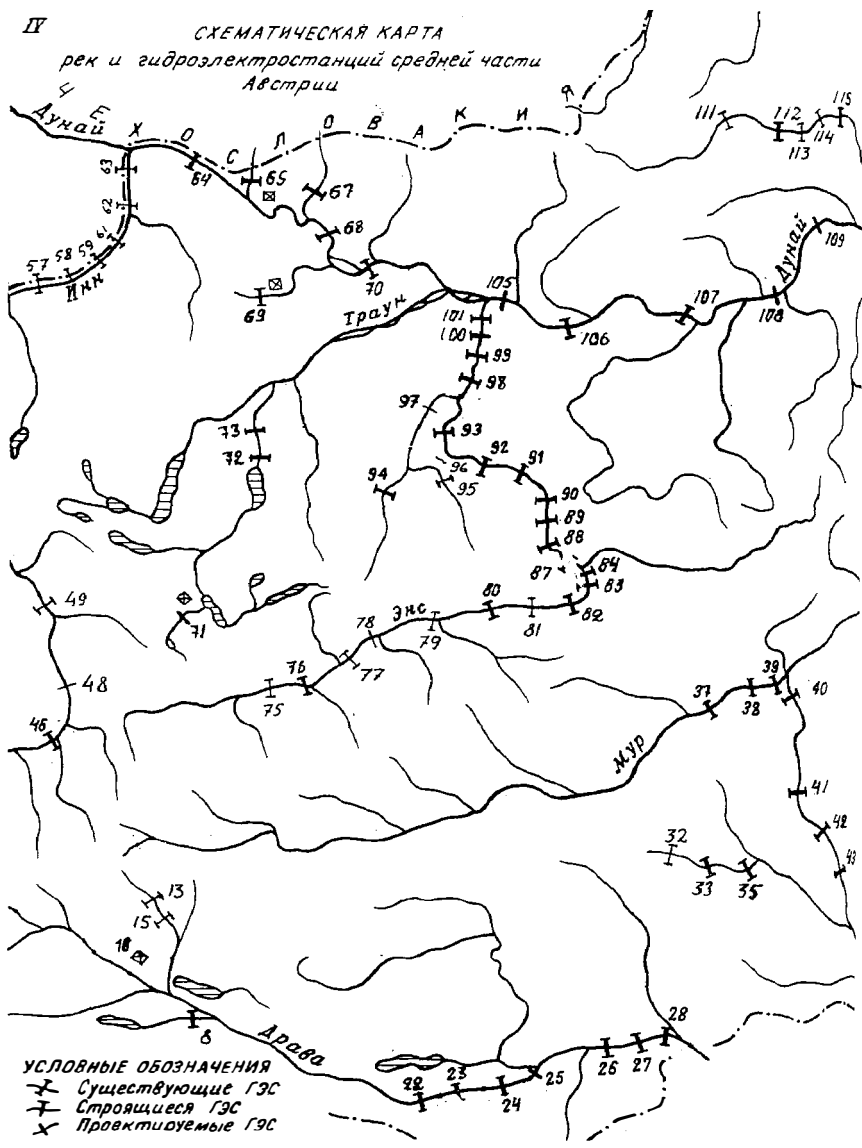 IV
СХЕМАТИЧЕСКАЯ КАРТА
рек и гидроэлектростанций средней части
Австрии
ЧЕХОСЛОВАКИЯ
Дунай
111 112 113 114 115
63 64 65 67
62 68
61 59 58 57
Инн
69 70
Траун
105 106 107 108 109
Дунай
101
100
99
98
97
93
92 91
96
95
94
90
89
88
87
84
83
73
72
71
49
48
46
Энс
75 76 77 78 79 80 81 82
Мур
37 38 39 40
41
42
43
32 33 35
13
15
18
8
Драва
22 23 24 25 26 27 28
УСЛОВНЫЕ ОБОЗНАЧЕНИЯ
Существующие ГЭС
Строящиеся ГЭС
Проектируемые ГЭС